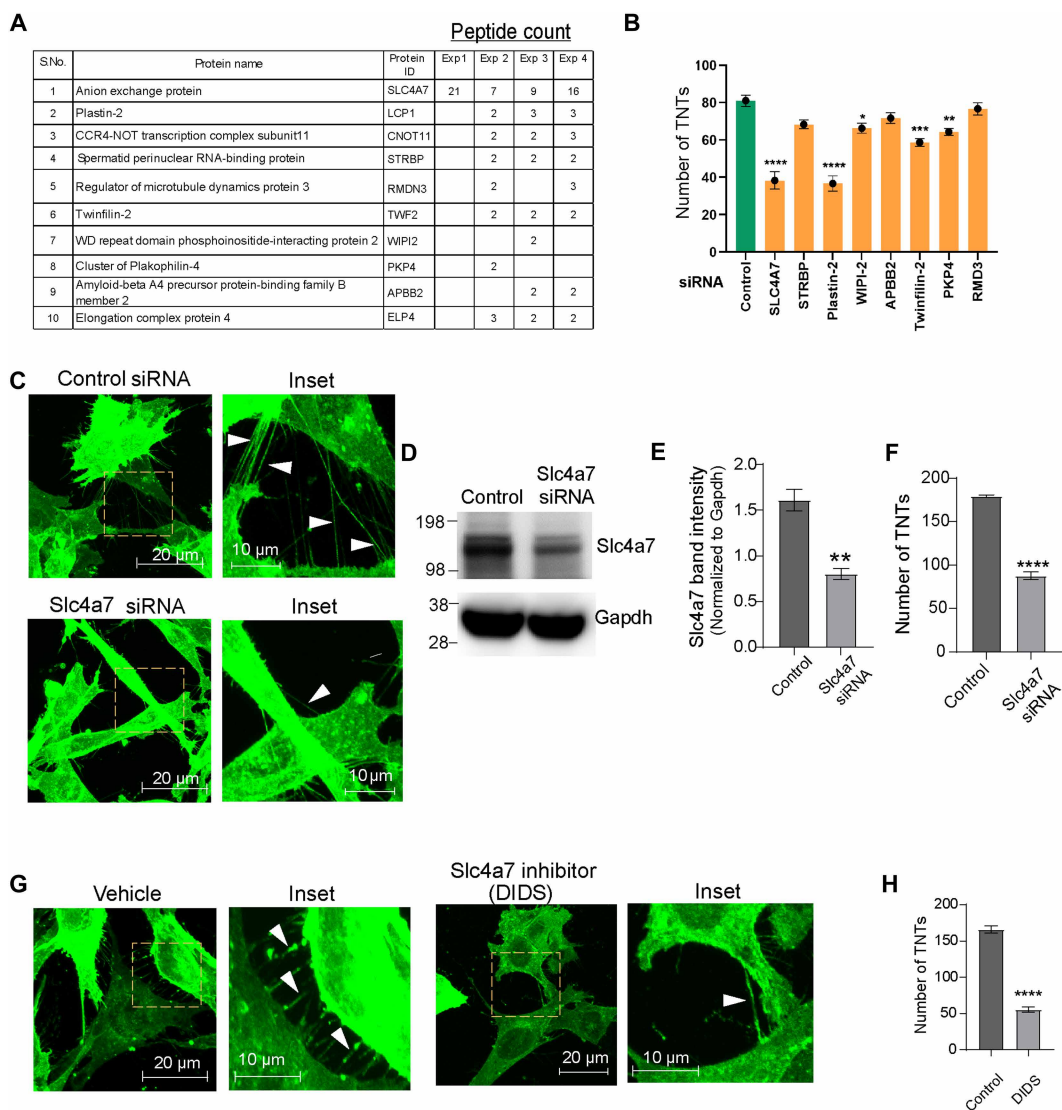 A
Peptide count
S.No. Protein name Protein ID Exp1 Exp 2 Exp 3 Exp 4
1 Anion exchange protein SLC4A7 21 7 9 16
2 Plastin-2 LCP1 2 3 3
3 CCR4-NOT transcription complex subunit11 CNOT11 2 2 3
4 Spermatid perinuclear RNA-binding protein STRBP 2 2 2
5 Regulator of microtubule dynamics protein 3 RMDN3 2 3
6 Twinfilin-2 TWF2 2 3 2
7 WD repeat domain phosphoinositide-interacting protein 2 WIPI2 2
8 Cluster of Plakophilin-4 PKP4 2
9 Amyloid-beta A4 precursor protein-binding family B member 2 APBB2 2 2
10 Elongation complex protein 4 ELP4 3 2 2
B
Number of TNTs
100
80
60
40
20
0
**** **** * *** **
siRNA
Control
SLC4A7
STRBP
Plastin-2
WIPI-2
APBB2
Twinfilin-2
PKP4
RMD3
C
Control siRNA
Inset
20 µm
10 µm
Slc4a7 siRNA
Inset
20 µm
10 µm
D
Control
Slc4a7
siRNA
198
98
Slc4a7
38
28
Gapdh
E
Slc4a7 band intensity
(Normalized to Gapdh)
2.0
1.5
1.0
0.5
0.0
**
Control
Slc4a7
siRNA
F
Number of TNTs
200
150
100
50
0
****
Control
Slc4a7
siRNA
G
Vehicle
Inset
20 µm
10 µm
Slc4a7 inhibitor
(DIDS)
Inset
20 µm
10 µm
H
Number of TNTs
200
150
100
50
0
****
Control
DIDS